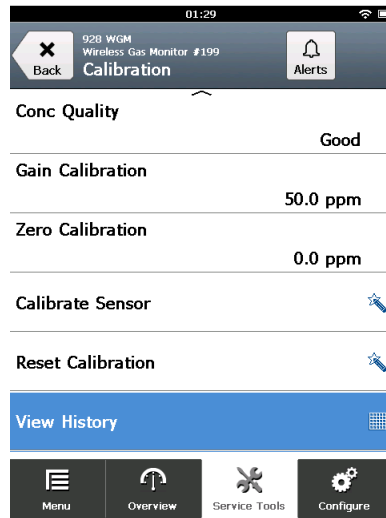 01:29
928 WGM
Wireless Gas Monitor #199
Calibration
Back
Alerts
Conc Quality
Good
Gain Calibration
50.0 ppm
Zero Calibration
0.0 ppm
Calibrate Sensor
Reset Calibration
View History
Menu
Overview
Service Tools
Configure